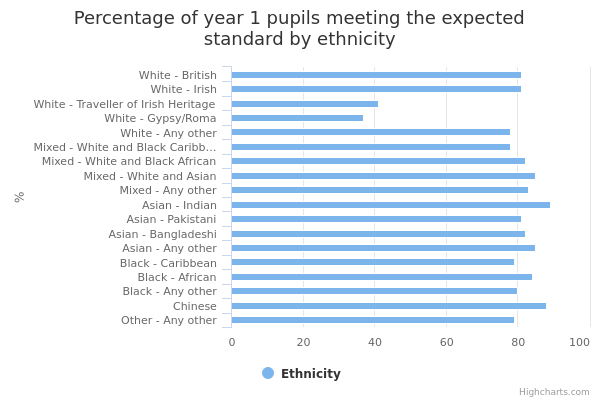 Percentage of year 1 pupils meeting the expected
standard by ethnicity
White - British
White - Irish
White - Traveller of Irish Heritage
White - Gypsy/Roma
White - Any other
Mixed - White and Black Caribb…
Mixed - White and Black African
Mixed - White and Asian
Mixed - Any other
Asian - Indian
Asian - Pakistani
Asian - Bangladeshi
Asian - Any other
Black - Caribbean
Black - African
Black - Any other
Chinese
Other - Any other
%
0 20 40 60 80 100
Ethnicity
Highcharts.com